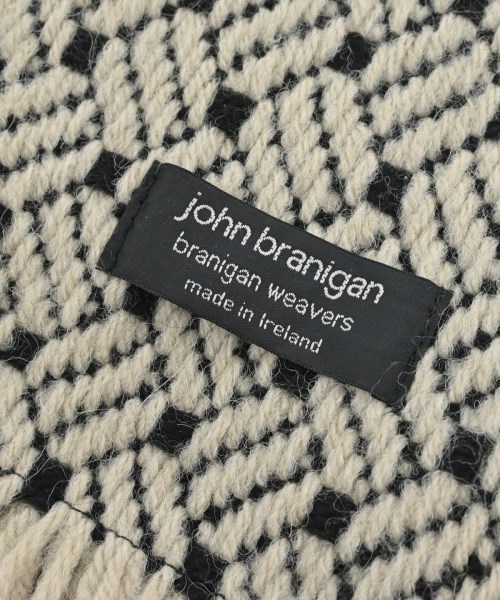 john branigan
branigan weavers
made in Ireland